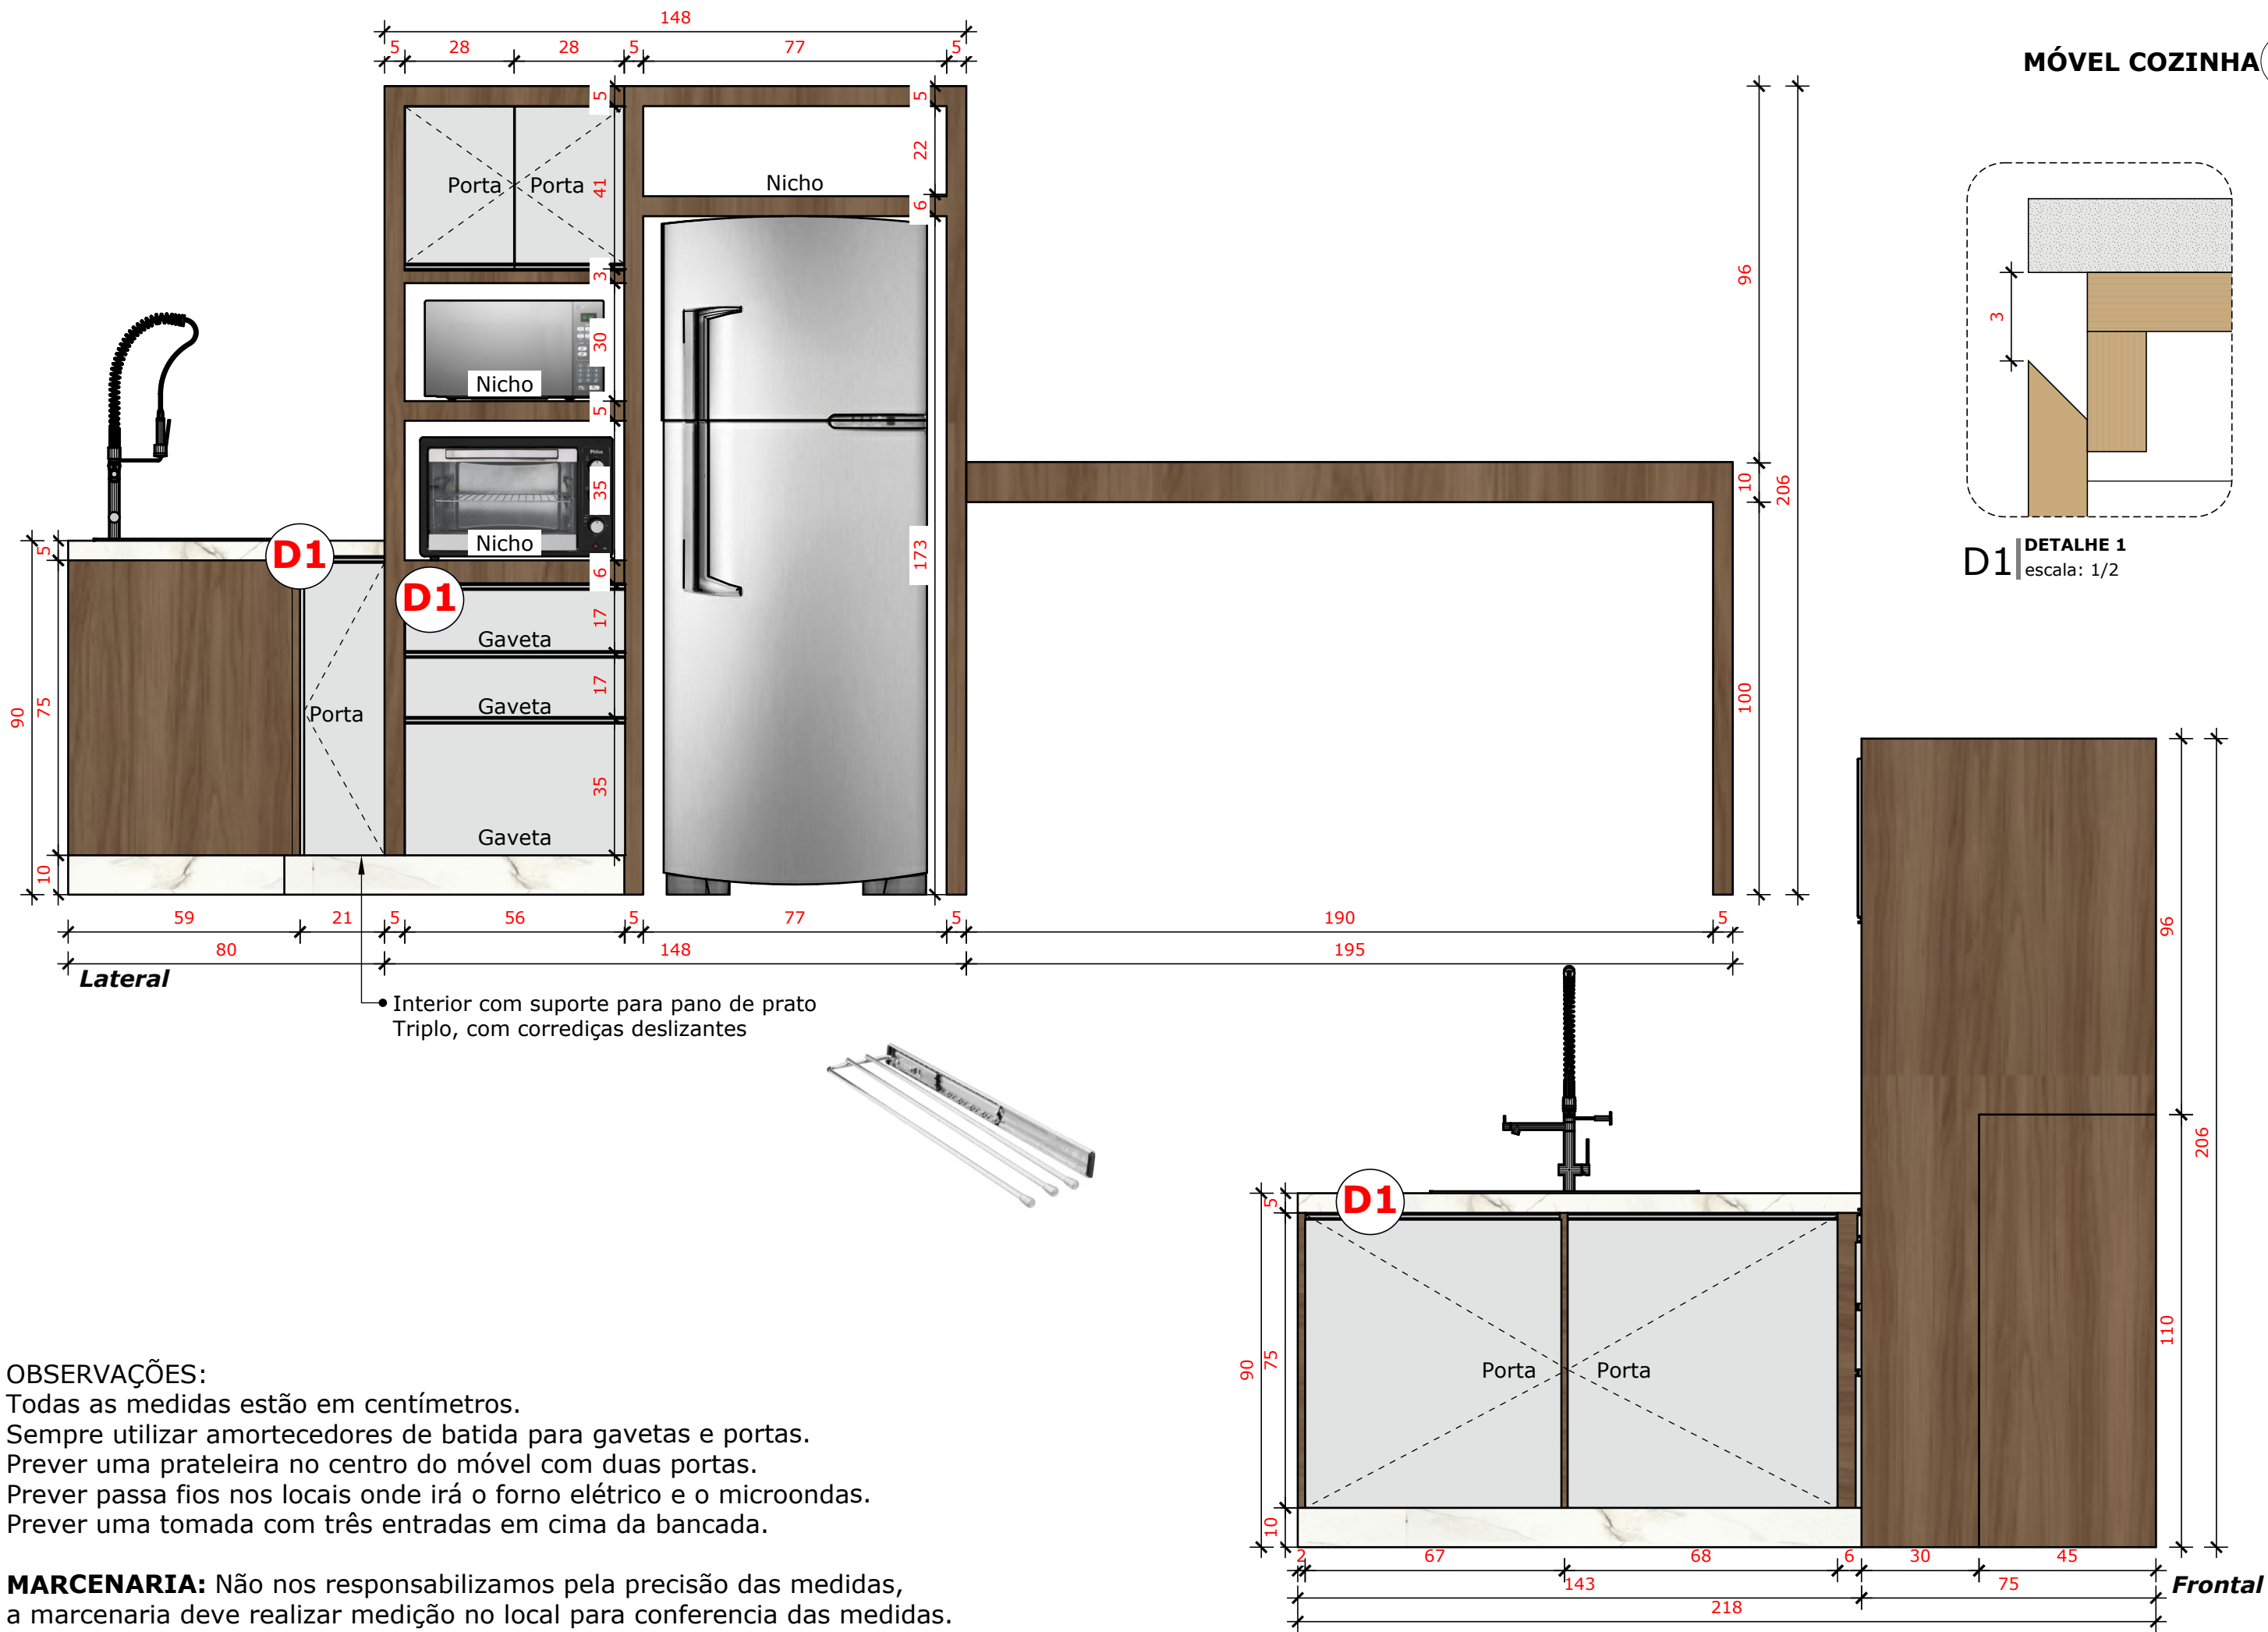 148
5 28 28 5 77 5
MÓVEL COZINHA
5
5
22
41
Porta
Porta
Nicho
6
3
96
3
30
Nicho
5
10
206
35
Nicho
173
5
D1
6
D1
17
Gaveta
17
Gaveta
Porta
90
75
100
35
Gaveta
10
D1
DETALHE 1
escala: 1/2
59 21 5 56 5 77 5 190 5
80 148 195
Lateral
Interior com suporte para pano de prato
Triplo, com corrediças deslizantes
Philco
96
206
110
D1
5
90
75
Porta
Porta
10
2 67 68 6 30 45
143 75
218
Frontal
OBSERVAÇÕES:
Todas as medidas estão em centímetros.
Sempre utilizar amortecedores de batida para gavetas e portas.
Prever uma prateleira no centro do móvel com duas portas.
Prever passa fios nos locais onde irá o forno elétrico e o microondas.
Prever uma tomada com três entradas em cima da bancada.
MARCENARIA: Não nos responsabilizamos pela precisão das medidas,
a marcenaria deve realizar medição no local para conferencia das medidas.